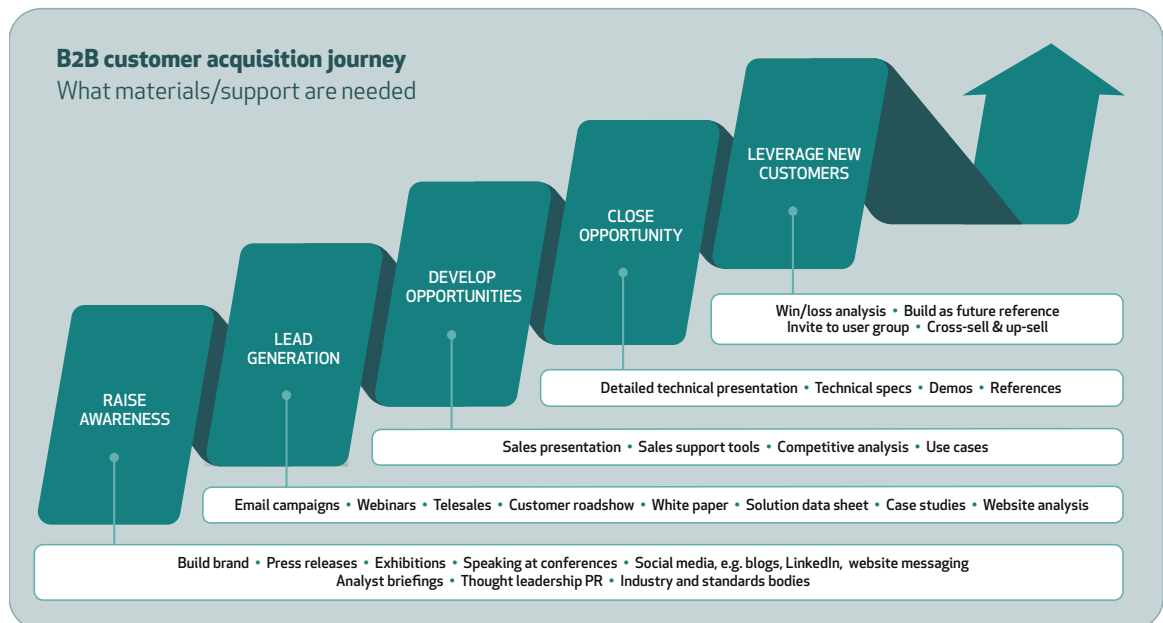 B2B customer acquisition journey
What materials/support are needed
LEVERAGE NEW
CUSTOMERS
CLOSE
OPPORTUNITY
DEVELOP
OPPORTUNITIES
LEAD
GENERATION
RAISE
AWARENESS
Win/loss analysis • Build as future reference
Invite to user group • Cross-sell & up-sell
Detailed technical presentation • Technical specs • Demos • References
Sales presentation • Sales support tools • Competitive analysis • Use cases
Email campaigns • Webinars • Telesales • Customer roadshow • White paper • Solution data sheet • Case studies • Website analysis
Build brand • Press releases • Exhibitions • Speaking at conferences • Social media, e.g. blogs, LinkedIn, website messaging
Analyst briefings • Thought leadership PR • Industry and standards bodies